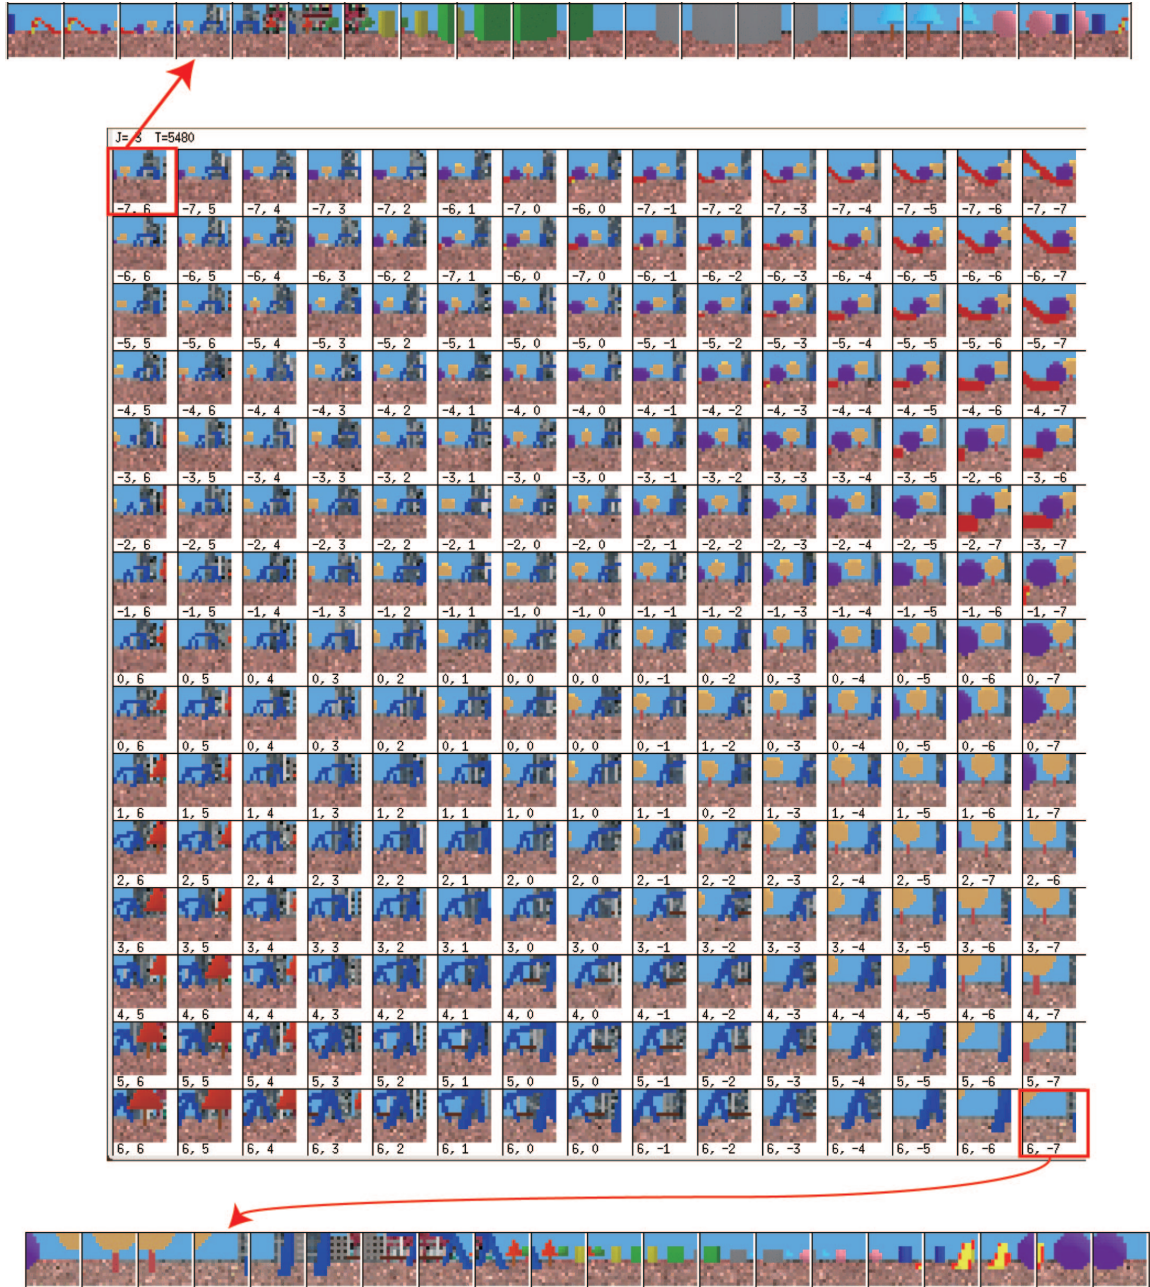 J=-3 T=5480
-7, 6 -7, 5 -7, 4 -7, 3 -7, 2 -6, 1 -7, 0 -6, 0 -7, -1 -7, -2 -7, -3 -7, -4 -7, -5 -7, -6 -7, -7
-6, 6 -6, 5 -6, 4 -6, 3 -6, 2 -7, 1 -6, 0 -7, 0 -6, -1 -6, -2 -6, -3 -6, -4 -6, -5 -6, -6 -6, -7
-5, 5 -5, 6 -5, 4 -5, 3 -5, 2 -5, 1 -5, 0 -5, 0 -5, -1 -5, -2 -5, -3 -5, -4 -5, -5 -5, -6 -5, -7
-4, 5 -4, 6 -4, 4 -4, 3 -4, 2 -4, 1 -4, 0 -4, 0 -4, -1 -4, -2 -4, -3 -4, -4 -4, -5 -4, -6 -4, -7
-3, 6 -3, 5 -3, 4 -3, 3 -3, 2 -3, 1 -3, 0 -3, 0 -3, -1 -3, -2 -3, -3 -3, -4 -3, -5 -2, -6 -3, -6
-2, 6 -2, 5 -2, 4 -2, 3 -2, 2 -2, 1 -2, 0 -2, 0 -2, -1 -2, -2 -2, -3 -2, -4 -2, -5 -2, -7 -3, -7
-1, 6 -1, 5 -1, 4 -1, 3 -1, 2 -1, 1 -1, 0 -1, 0 -1, -1 -1, -2 -1, -3 -1, -4 -1, -5 -1, -6 -1, -7
0, 6 0, 5 0, 4 0, 3 0, 2 0, 1 0, 0 0, 0 0, -1 0, -2 0, -3 0, -4 0, -5 0, -6 0, -7
0, 6 0, 5 0, 4 0, 3 0, 2 0, 1 0, 0 0, 0 0, -1 1, -2 0, -3 0, -4 0, -5 0, -6 0, -7
1, 6 1, 5 1, 4 1, 3 1, 2 1, 1 1, 0 1, 0 1, -1 0, -2 1, -3 1, -4 1, -5 1, -6 1, -7
2, 6 2, 5 2, 4 2, 3 2, 2 2, 1 2, 0 2, 0 2, -1 2, -2 2, -3 2, -4 2, -5 2, -7 2, -6
3, 6 3, 5 3, 4 3, 3 3, 2 3, 1 3, 0 3, 0 3, -1 3, -2 3, -3 3, -4 3, -5 3, -6 3, -7
4, 5 4, 6 4, 4 4, 3 4, 2 4, 1 4, 0 4, 0 4, -1 4, -2 4, -3 4, -4 4, -5 4, -6 4, -7
5, 6 5, 5 5, 4 5, 3 5, 2 5, 1 5, 0 5, 0 5, -1 5, -2 5, -3 5, -4 5, -5 5, -6 5, -7
6, 6 6, 5 6, 4 6, 3 6, 2 6, 1 6, 0 6, 0 6, -1 6, -2 6, -3 6, -4 6, -5 6, -6 6, -7